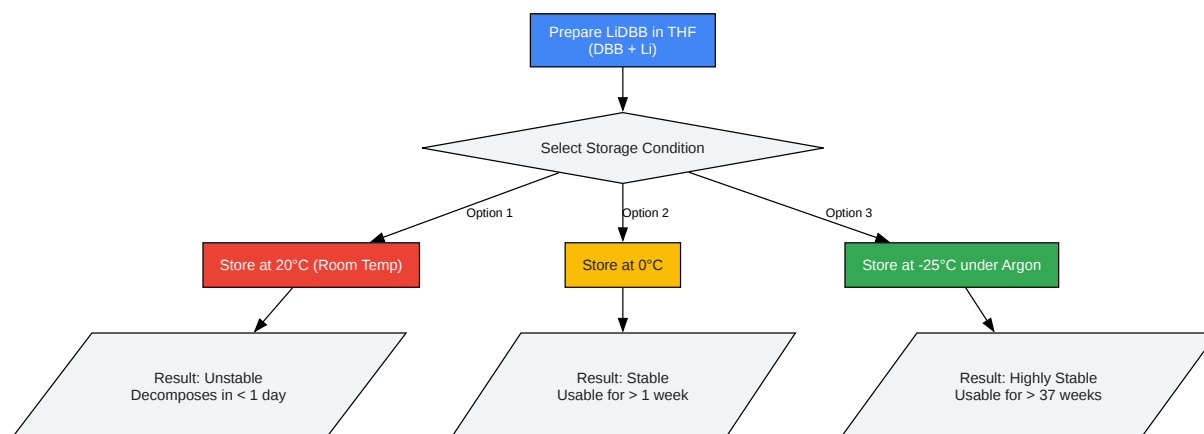 Prepare LiDBB in THF
(DBB + Li)
Select Storage Condition
Option 1
Option 2
Option 3
Store at 20°C (Room Temp)
Store at 0°C
Store at -25°C under Argon
Result: Unstable
Decomposes in < 1 day
Result: Stable
Usable for > 1 week
Result: Highly Stable
Usable for > 37 weeks